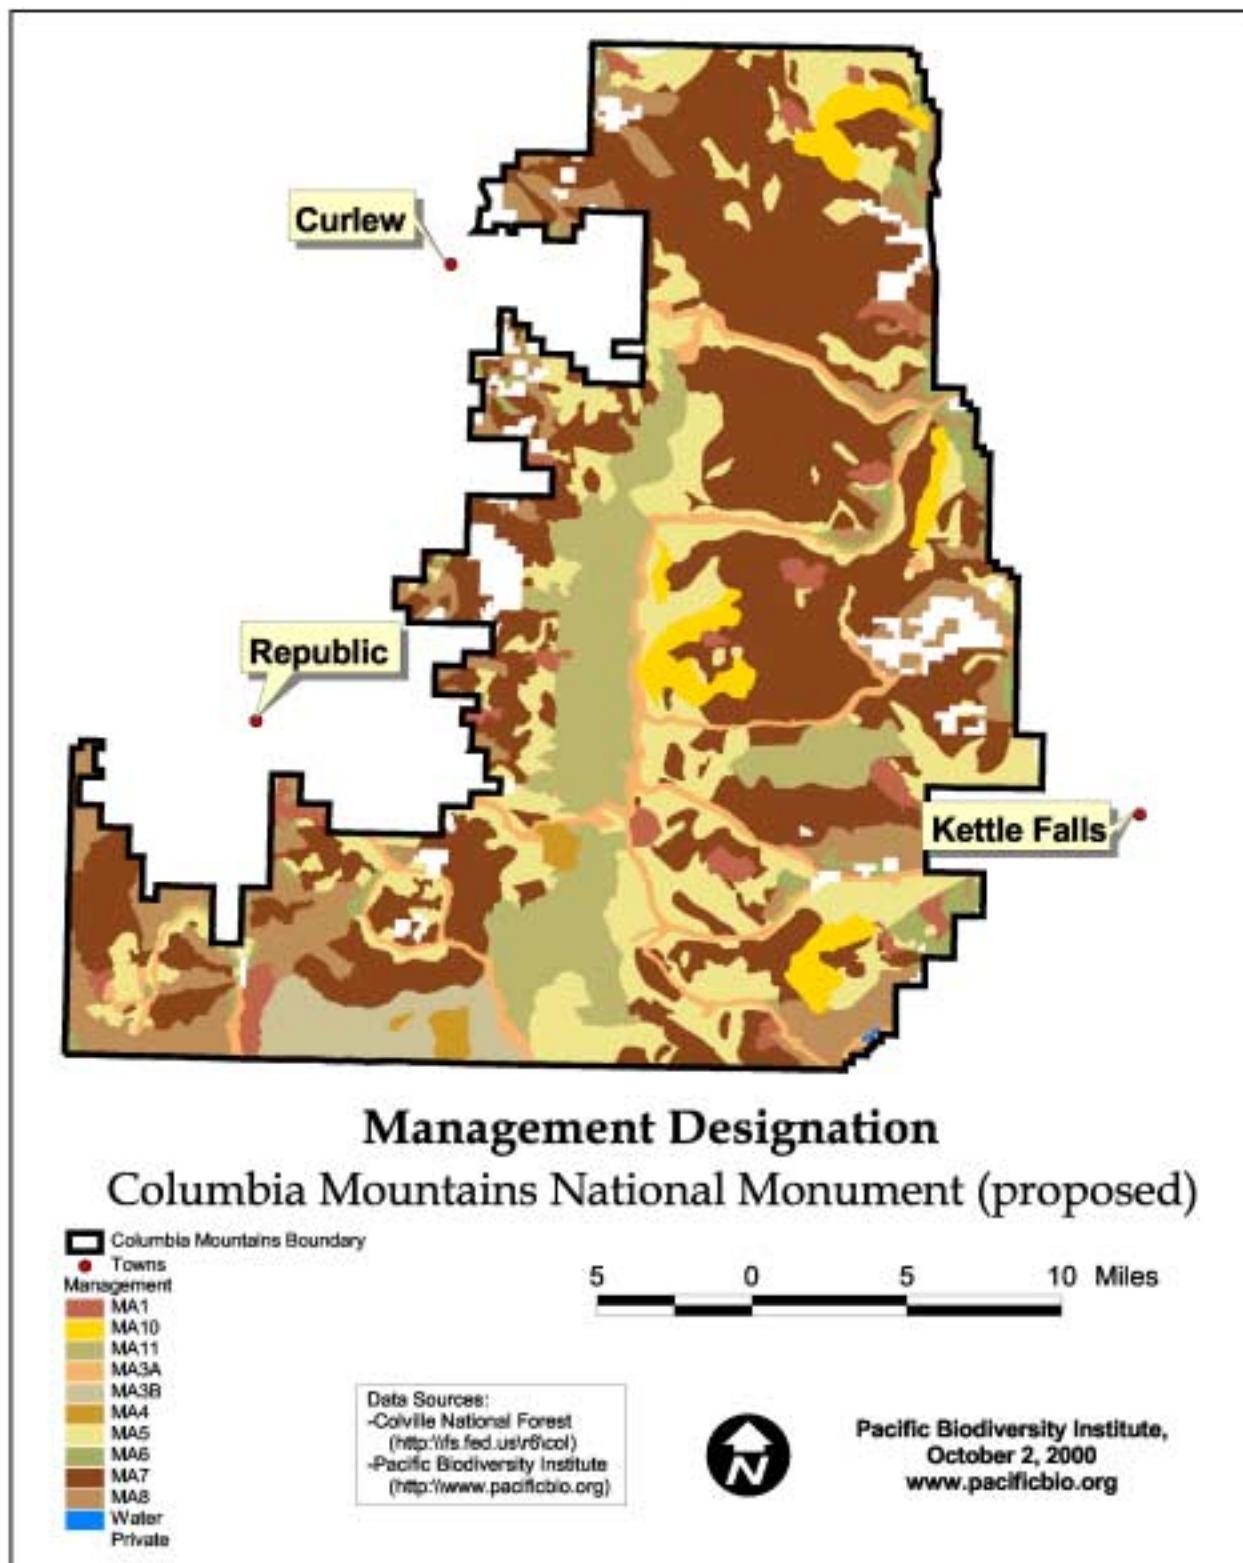 Curlew
Republic
Kettle Falls
Management Designation
Columbia Mountains National Monument (proposed)
Columbia Mountains Boundary
Towns
Management
MA1
MA10
MA11
MA3A
MA3B
MA4
MA5
MA6
MA7
MA8
Water
Private
5 0 5 10 Miles
Data Sources:
-Colville National Forest
(http:\\fs.fed.us\r6\col)
-Pacific Biodiversity Institute
(http:\\www.pacificbio.org)
N
Pacific Biodiversity Institute,
October 2, 2000
www.pacificbio.org